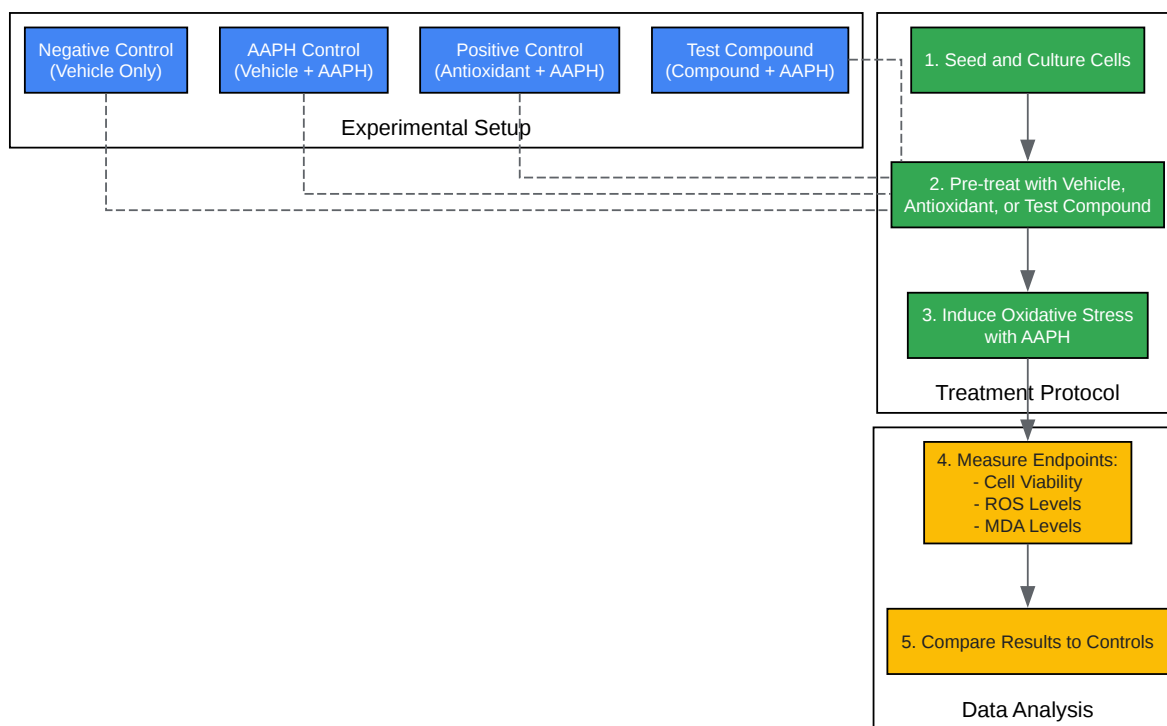 Negative Control
(Vehicle Only)
AAPH Control
(Vehicle + AAPH)
Positive Control
(Antioxidant + AAPH)
Test Compound
(Compound + AAPH)
Experimental Setup
1. Seed and Culture Cells
2. Pre-treat with Vehicle,
Antioxidant, or Test Compound
3. Induce Oxidative Stress
with AAPH
Treatment Protocol
4. Measure Endpoints:
- Cell Viability
- ROS Levels
- MDA Levels
5. Compare Results to Controls
Data Analysis